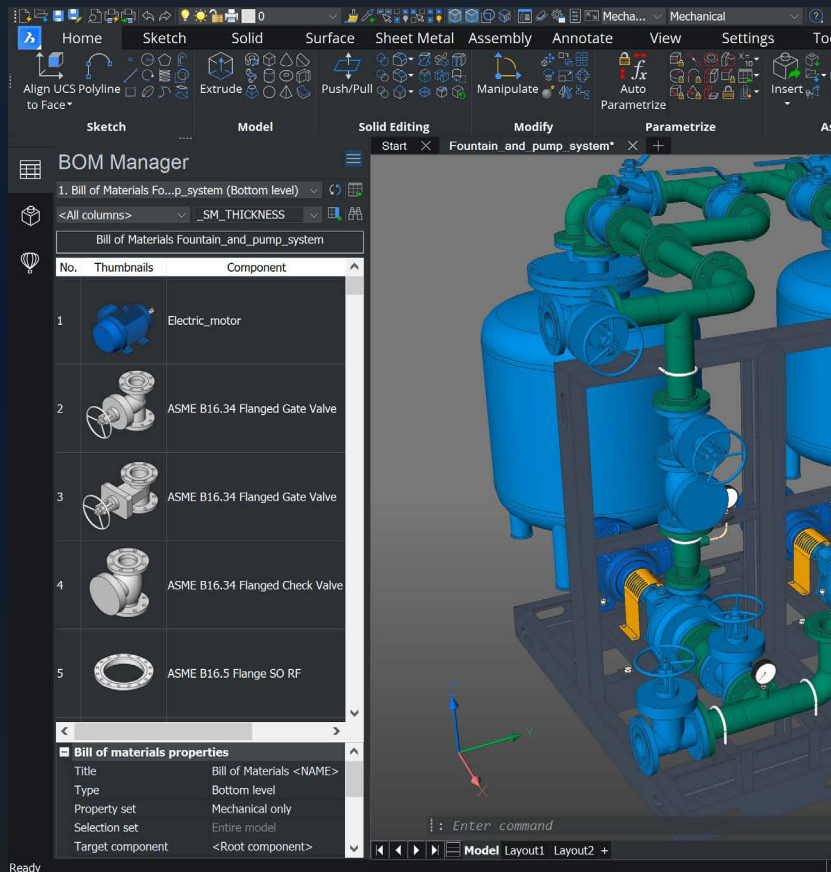 0
Mecha...
Mechanical
Home Sketch Solid Surface Sheet Metal Assembly Annotate View Settings
Align UCS to Face
Polyline
Extrude
Push/Pull
Manipulate
Auto Parametrize
Insert
Sketch Model Solid Editing Modify Parametrize
Start Fountain_and_pump_system*
BOM Manager
1. Bill of Materials Fo...p_system (Bottom level)
<All columns> _SM_THICKNESS
Bill of Materials Fountain_and_pump_system
No. Thumbnails Component
1 Electric_motor
2 ASME B16.34 Flanged Gate Valve
3 ASME B16.34 Flanged Gate Valve
4 ASME B16.34 Flanged Check Valve
5 ASME B16.5 Flange SO RF
Bill of materials properties
Title Bill of Materials <NAME>
Type Bottom level
Property set Mechanical only
Selection set Entire model
Target component <Root component>
Z
Y
X
: Enter command
Model Layout1 Layout2 +
Ready